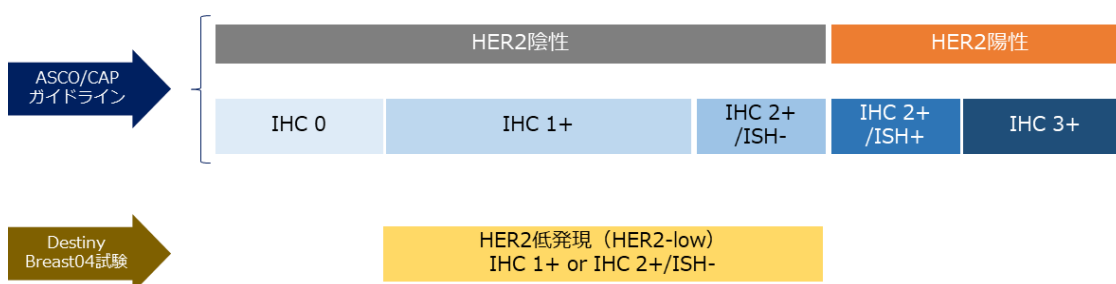 HER2陰性
HER2陽性
ASCO/CAP
ガイドライン
IHC 0
IHC 1+
IHC 2+
/ISH-
IHC 2+
/ISH+
IHC 3+
Destiny
Breast04試験
HER2低発現（HER2-low）
IHC 1+ or IHC 2+/ISH-